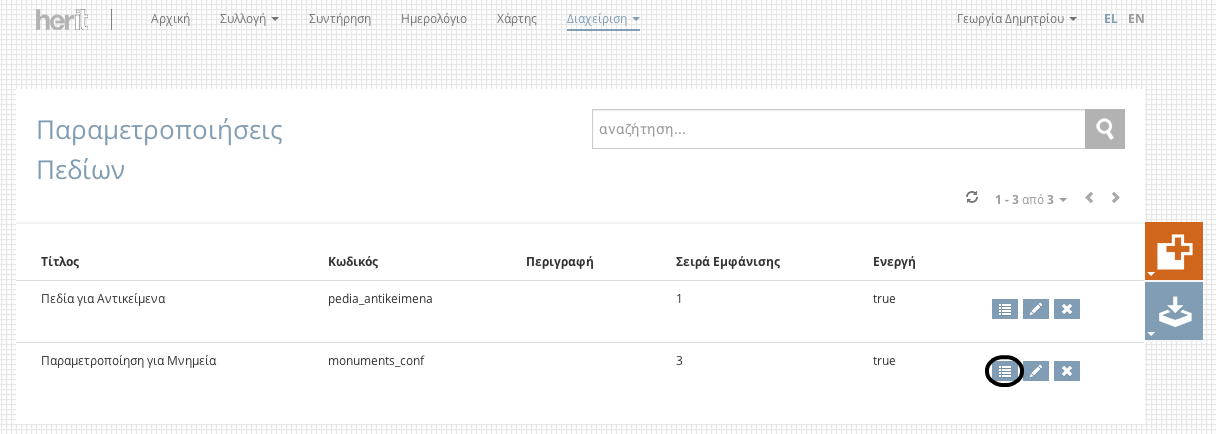 herit
Αρχική Συλλογή Συντήρηση Ημερολόγιο Χάρτης Διαχείριση Γεωργία Δημητρίου EL EN
Παραμετροποιήσεις
Πεδίων
αναζήτηση...
1 - 3 από 3
Τίτλος Κωδικός Περιγραφή Σειρά Εμφάνισης Ενεργή
Πεδία για Αντικείμενα pedia_antikeimena 1 true
Παραμετροποίηση για Μνημεία monuments_conf 3 true